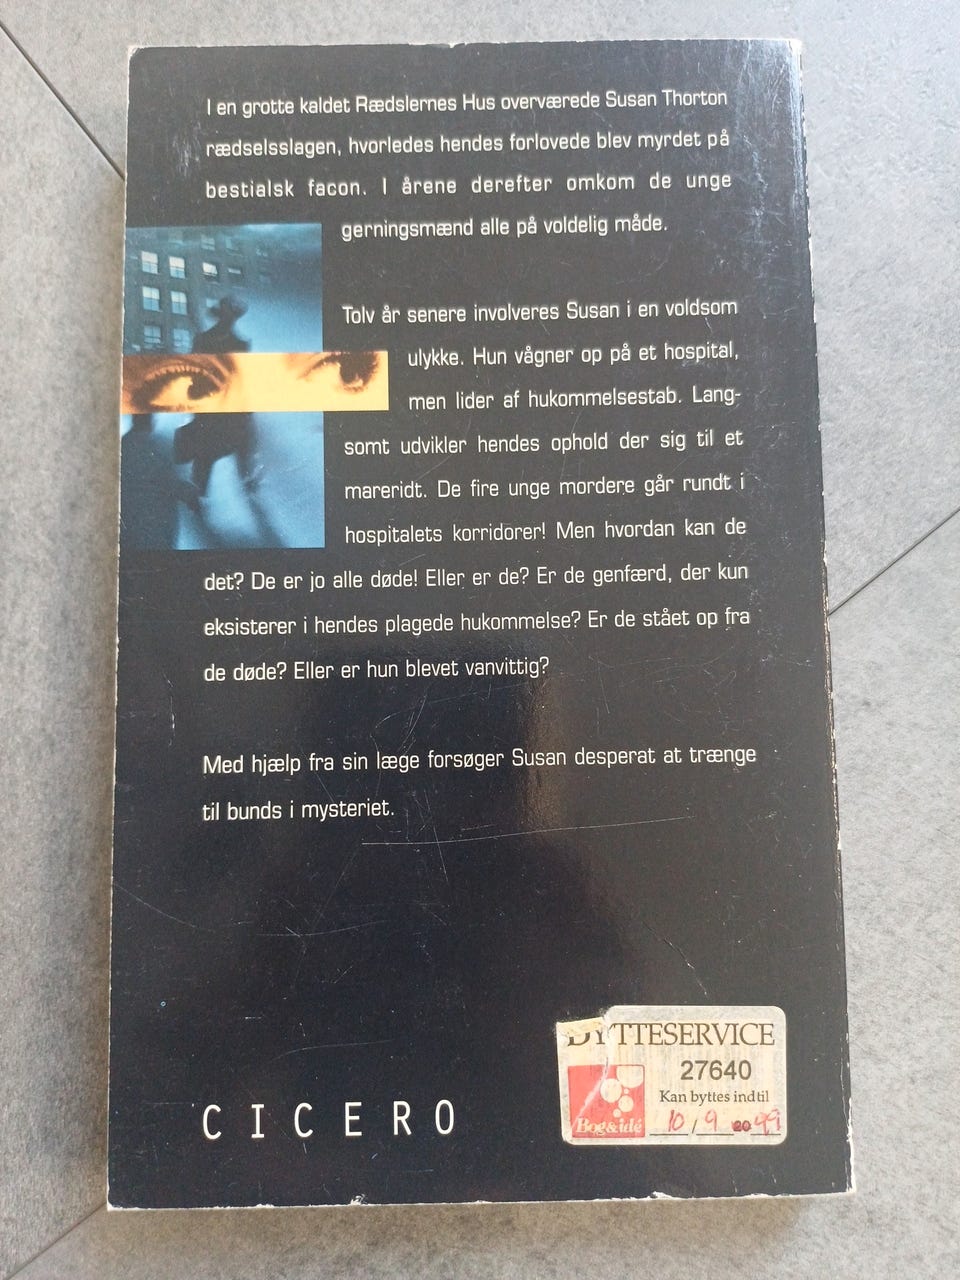 I en grotte kaldet Rædslernes Hus overværede Susan Thorton
rædselsslagen, hvorledes hendes forlovede blev myrdet på
bestialsk facon. I årene derefter omkom de unge
gerningsmænd alle på voldelig måde.
Tolv år senere involveres Susan i en voldsom
ulykke. Hun vågner op på et hospital,
men lider af hukommelsestab. Lang-
somt udvikler hendes ophold der sig til et
mareridt. De fire unge mordere går rundt i
hospitalets korridorer! Men hvordan kan de
det? De er jo alle døde! Eller er de? Er de genfærd, der kun
eksisterer i hendes plagede hukommelse? Er de stået op fra
de døde? Eller er hun blevet vanvittig?
Med hjælp fra sin læge forsøger Susan desperat at trænge
til bunds i mysteriet.
CICERO
BYTTESERVICE
27640
Kan byttes indtil
Bog&idé
10/9 99